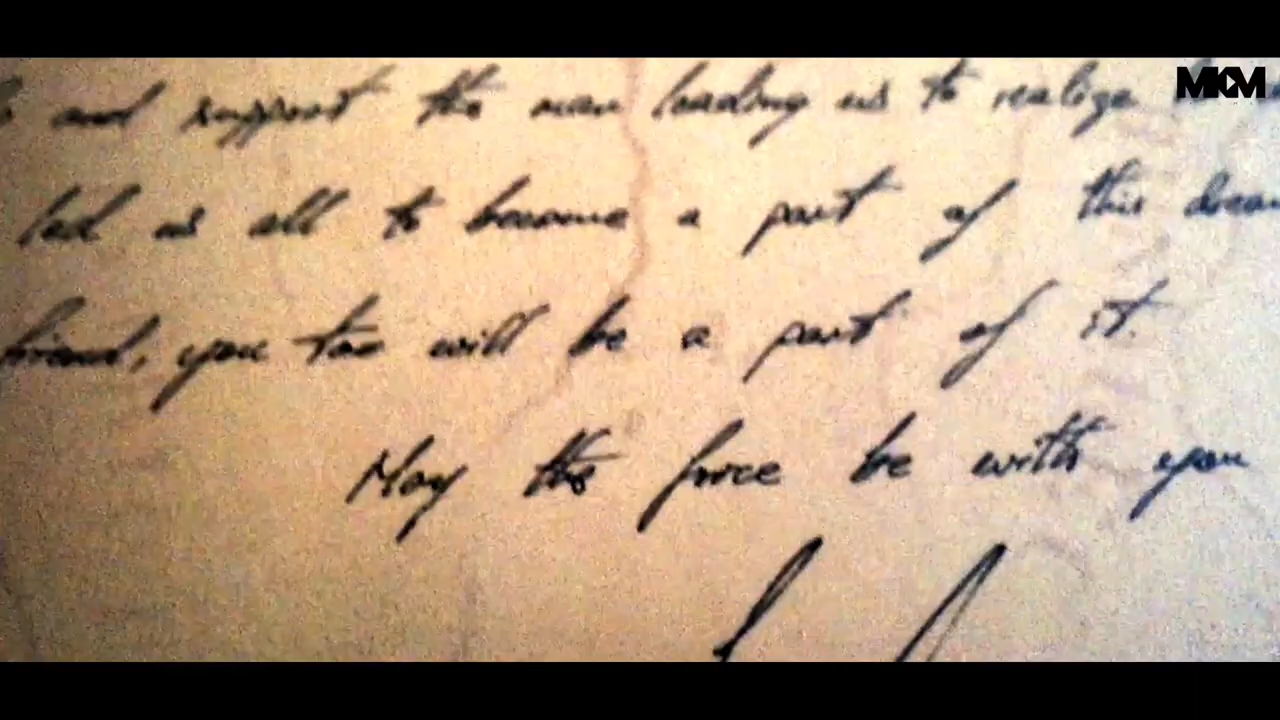 MKM
and support the man leading us to realize
led us all to become a part of this
friend, you too will be a part of it.
May the force be with you